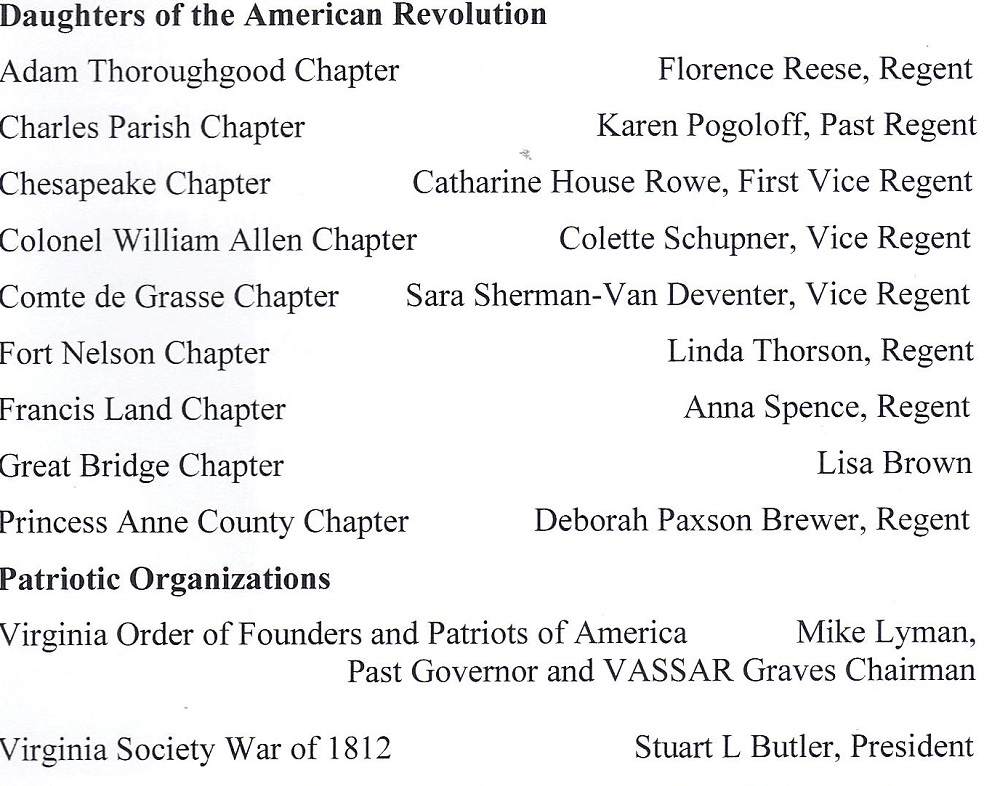 Daughters of the American Revolution
Adam Thoroughgood Chapter Florence Reese, Regent
Charles Parish Chapter Karen Pogoloff, Past Regent
Chesapeake Chapter Catharine House Rowe, First Vice Regent
Colonel William Allen Chapter Colette Schupner, Vice Regent
Comte de Grasse Chapter Sara Sherman-Van Deventer, Vice Regent
Fort Nelson Chapter Linda Thorson, Regent
Francis Land Chapter Anna Spence, Regent
Great Bridge Chapter Lisa Brown
Princess Anne County Chapter Deborah Paxson Brewer, Regent
Patriotic Organizations
Virginia Order of Founders and Patriots of America Mike Lyman,
Past Governor and VASSAR Graves Chairman
Virginia Society War of 1812 Stuart L Butler, President